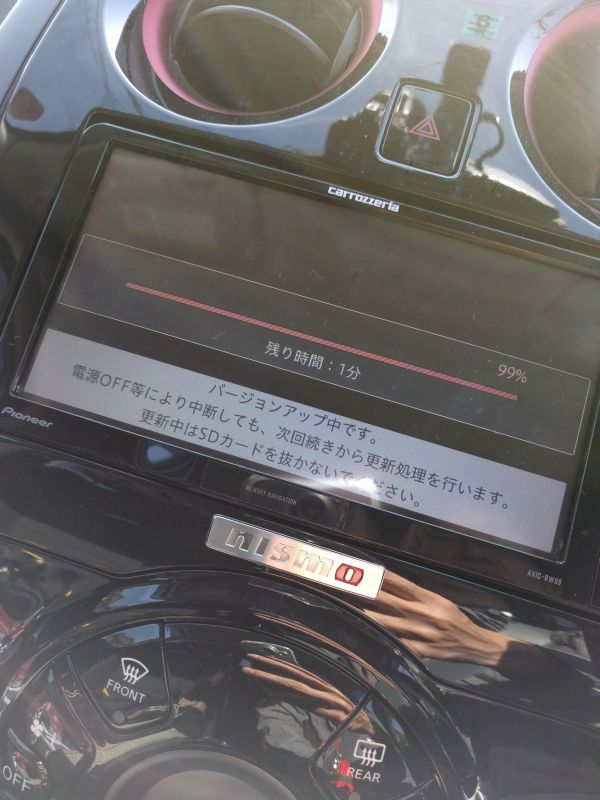 carrozzeria
99%
残り時間：1分
バージョンアップ中です。
電源OFF等により中断しても、次回続きから更新処理を行います。
更新中はSDカードを抜かないでください。
Pioneer
MEMORY NAVIGATION
AVIC-RW99
nismo
FRONT
REAR
OFF